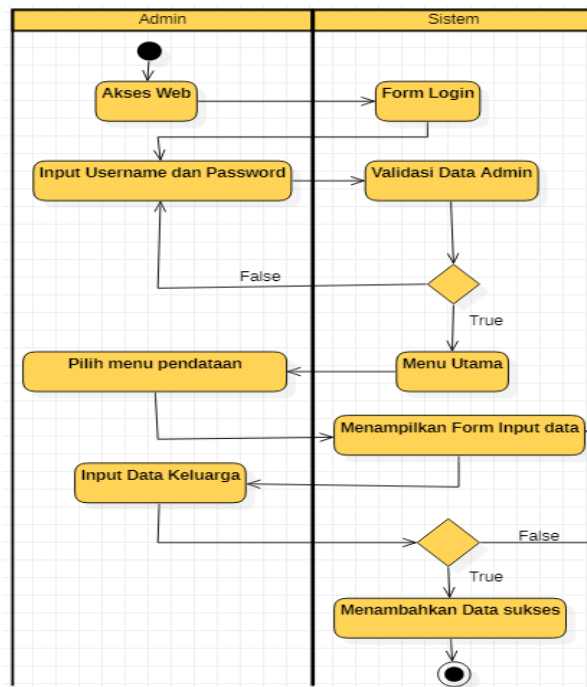 Admin
Sistem
Akses Web
Form Login
Input Username dan Password
Validasi Data Admin
False
True
Pilih menu pendataan
Menu Utama
Menampilkan Form Input data
Input Data Keluarga
False
True
Menambahkan Data sukses